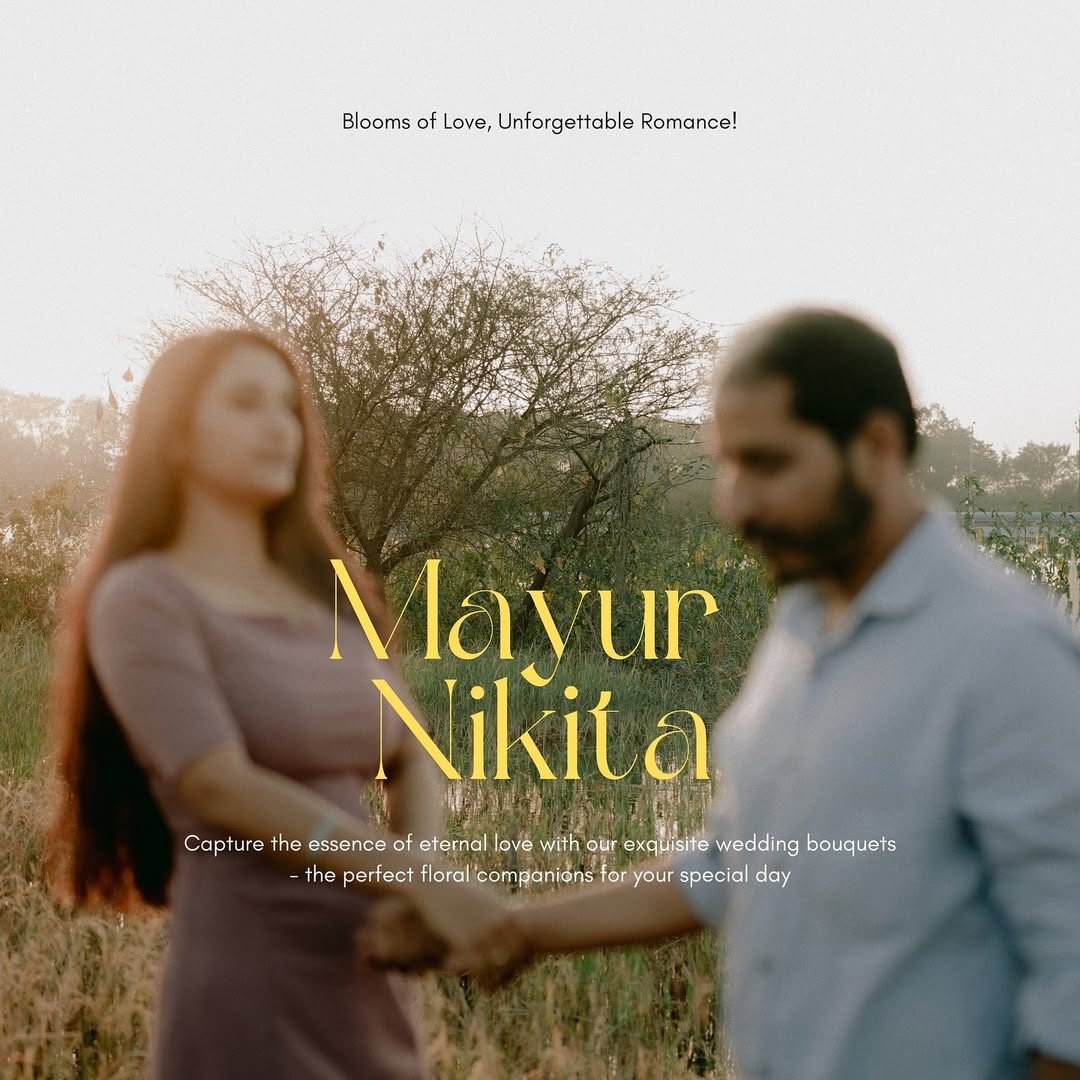 Blooms of Love, Unforgettable Romance!
Mayur
Nikita
Capture the essence of eternal love with our exquisite wedding bouquets
– the perfect floral companions for your special day